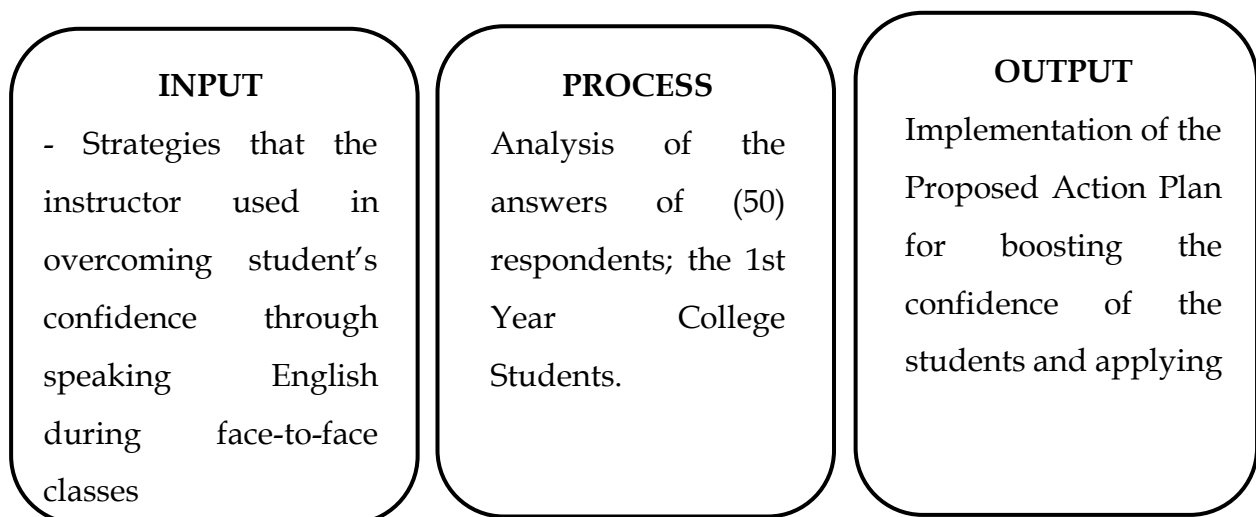 INPUT
- Strategies that the
instructor used in
overcoming student’s
confidence through
speaking English
during face-to-face
classes
PROCESS
Analysis of the
answers of (50)
respondents; the 1st
Year College
Students.
OUTPUT
Implementation of the
Proposed Action Plan
for boosting the
confidence of the
students and applying